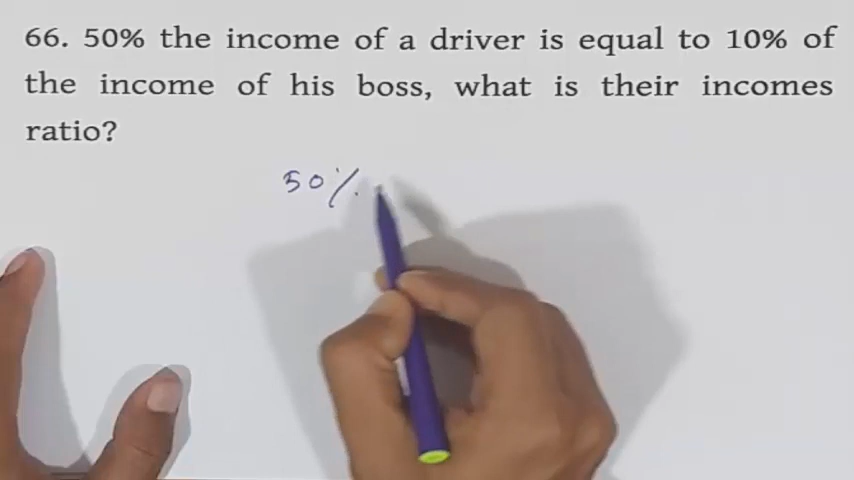 66. 50% the income of a driver is equal to 10% of
the income of his boss, what is their incomes
ratio?
50%